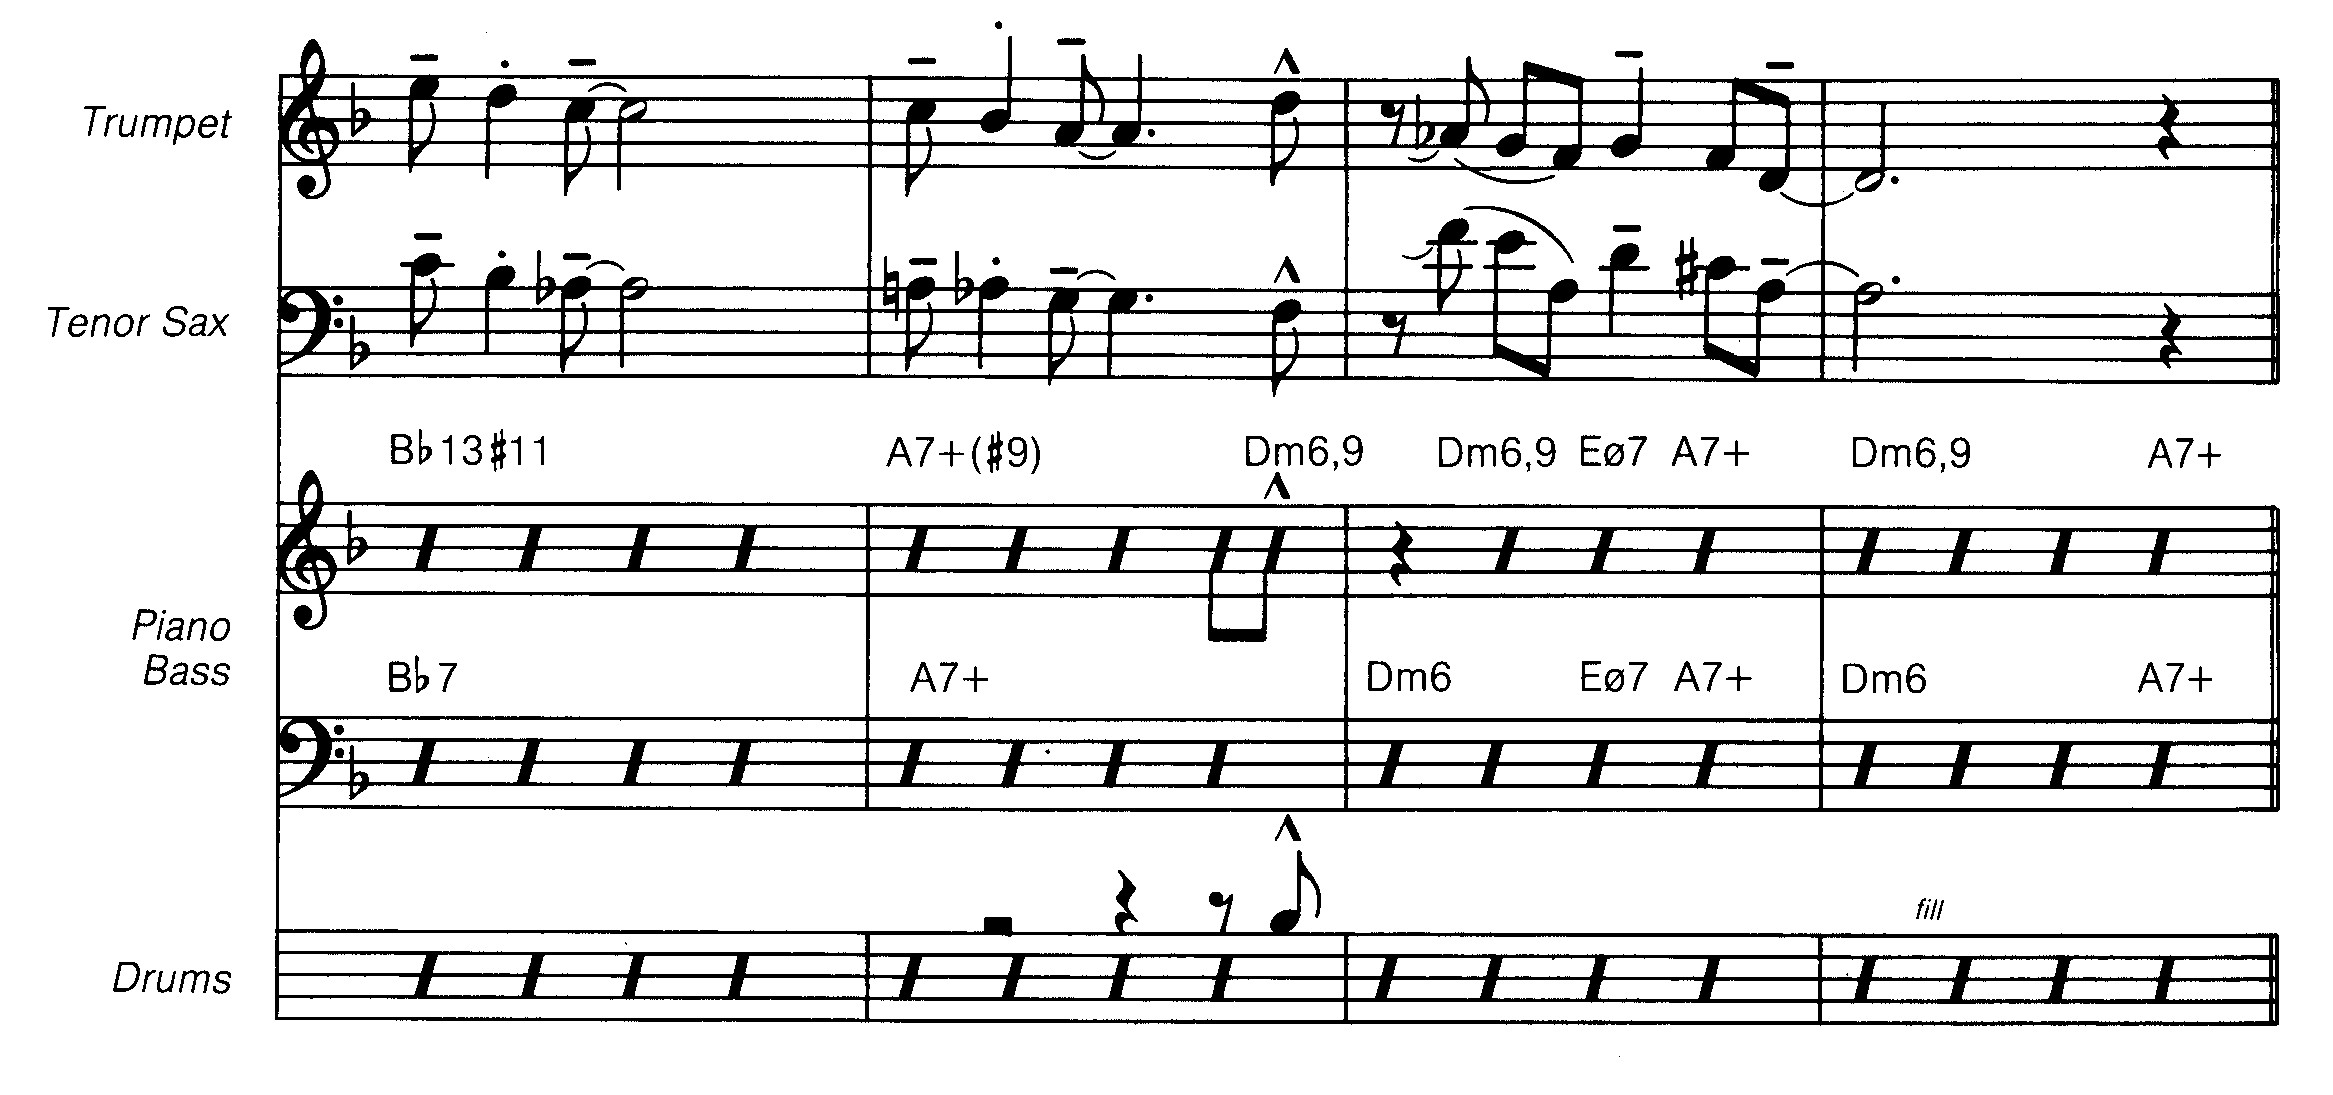 Trumpet
Tenor Sax
B♭13♯11 A7+(♯9) Dm6,9 Dm6,9 Eø7 A7+ Dm6,9 A7+
Piano
Bass
B♭7 A7+ Dm6 Eø7 A7+ Dm6 A7+
fill
Drums